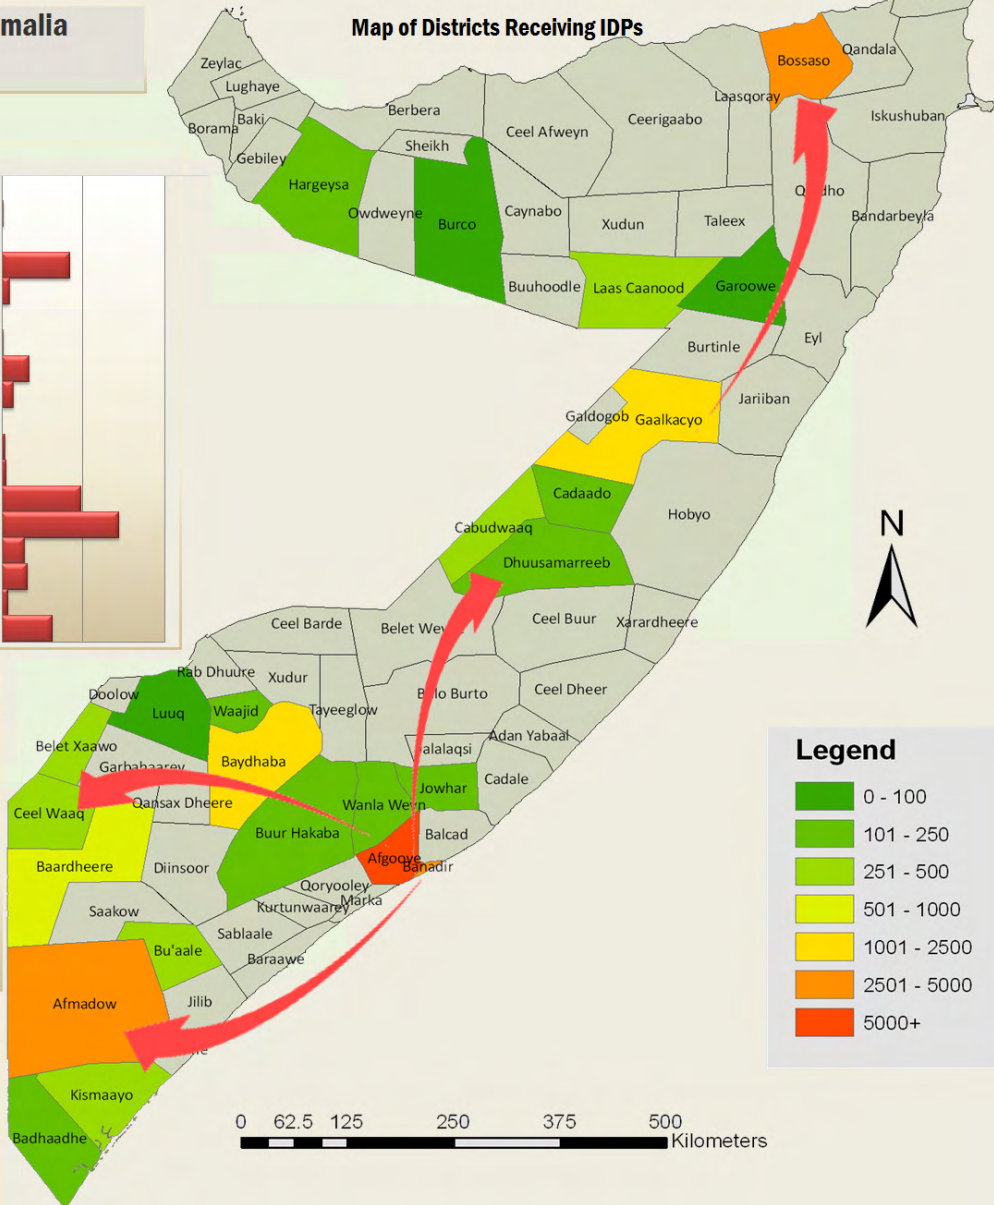 malia
Map of Districts Receiving IDPs
Zeylac
Lughaye
Baki
Borama
Gebiley
Berbera
Sheikh
Hargeysa
Owdweyne
Burco
Ceel Afweyn
Ceerigaabo
Laasqoray
Bossaso
Qandala
Iskushuban
Caynabo
Xudun
Taleex
Bandarbeyla
Buuhoodle
Laas Caanood
Garoowe
Burtinle
Eyl
Jariiban
Galdogob
Gaalkacyo
Cadaado
Hobyo
Cabudwaaq
Dhuusamarreeb
N
Ceel Barde
Belet Wey
Ceel Buur
Xarardheere
Rab Dhuure
Xudur
Ceel Dheer
Doolow
Luuq
Waajid
Tayeeglow
Adan Yabaal
Belet Xaawo
Garbahaarey
Baydhaba
Jalalaqsi
Cadale
Jowhar
Ceel Waaq
Qansax Dheere
Wanla Weyn
Buur Hakaba
Balcad
Baardheere
Diinsoor
Afgooye
Banadir
Qoryooley
Marka
Kurtunwaarey
Saakow
Sablaale
Bu'aale
Baraawe
Afmadow
Jilib
Kismaayo
Badhaadhe
Legend
0 - 100
101 - 250
251 - 500
501 - 1000
1001 - 2500
2501 - 5000
5000+
0 62.5 125 250 375 500
Kilometers